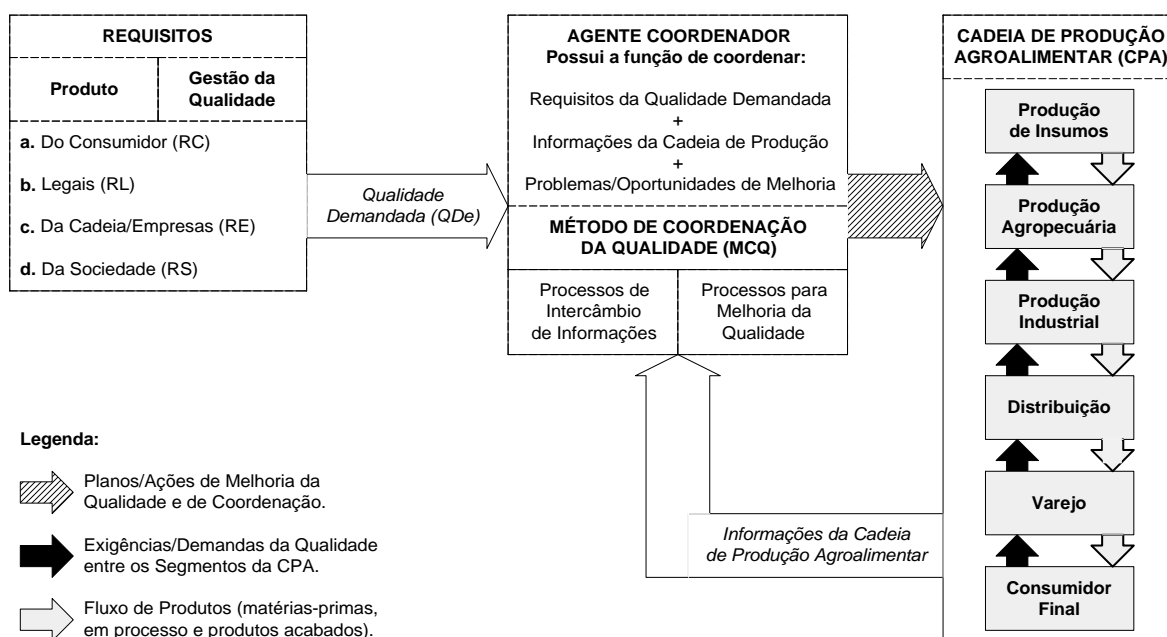 REQUISITOS
Produto
Gestão da
Qualidade
a. Do Consumidor (RC)
b. Legais (RL)
c. Da Cadeia/Empresas (RE)
d. Da Sociedade (RS)
Qualidade
Demandada (QDe)
AGENTE COORDENADOR
Possui a função de coordenar:
Requisitos da Qualidade Demandada
+
Informações da Cadeia de Produção
+
Problemas/Oportunidades de Melhoria
MÉTODO DE COORDENAÇÃO
DA QUALIDADE (MCQ)
Processos de
Intercâmbio
de Informações
Processos para
Melhoria da
Qualidade
CADEIA DE PRODUÇÃO
AGROALIMENTAR (CPA)
Produção
de Insumos
Produção
Agropecuária
Produção
Industrial
Distribuição
Varejo
Consumidor
Final
Informações da Cadeia
de Produção Agroalimentar
Legenda:
Planos/Ações de Melhoria da
Qualidade e de Coordenação.
Exigências/Demandas da Qualidade
entre os Segmentos da CPA.
Fluxo de Produtos (matérias-primas,
em processo e produtos acabados).